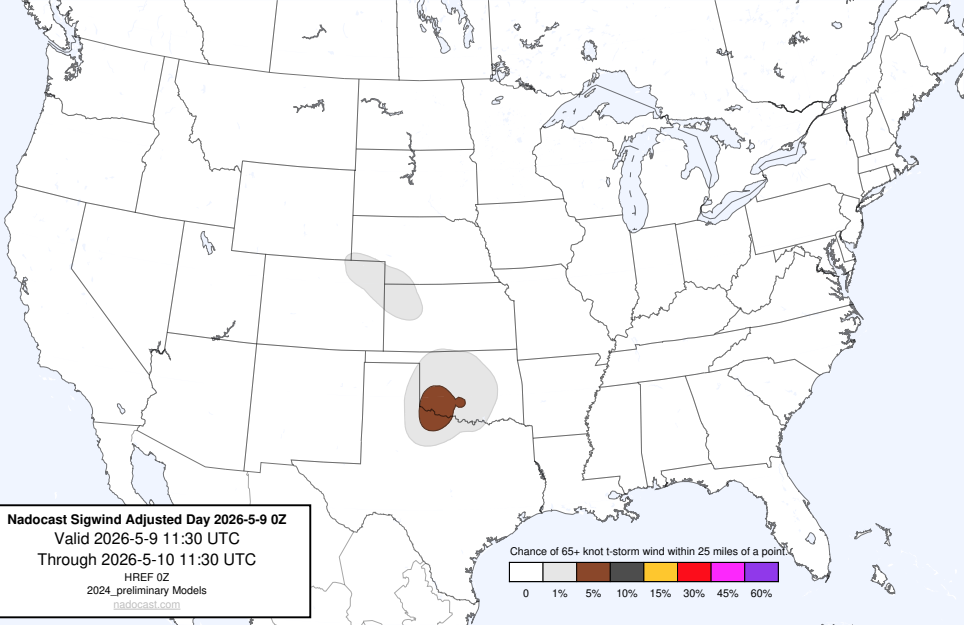 Nadocast Sigwind Adjusted Day 2026-5-9 0Z
Valid 2026-5-9 11:30 UTC
Through 2026-5-10 11:30 UTC
HREF 0Z
2024_preliminary Models
nadocast.com
Chance of 65+ knot t-storm wind within 25 miles of a point.
0 1% 5% 10% 15% 30% 45% 60%